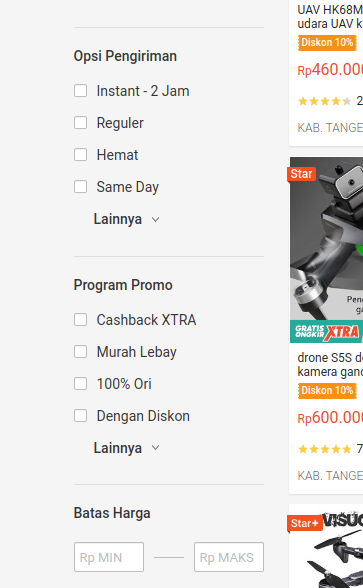 Opsi Pengiriman
Instant - 2 Jam
Reguler
Hemat
Same Day
Lainnya
Program Promo
Cashback XTRA
Murah Lebay
100% Ori
Dengan Diskon
Lainnya
Batas Harga
Rp MIN
Rp MAKS
UAV HK68M
udara UAV k
Diskon 10%
Rp460.000
2
KAB. TANGE
Star
Pen
ga
GRATIS
ONGKIR XTRA
drone S5S d
kamera gand
Diskon 10%
Rp600.000
7
KAB. TANGE
Star+